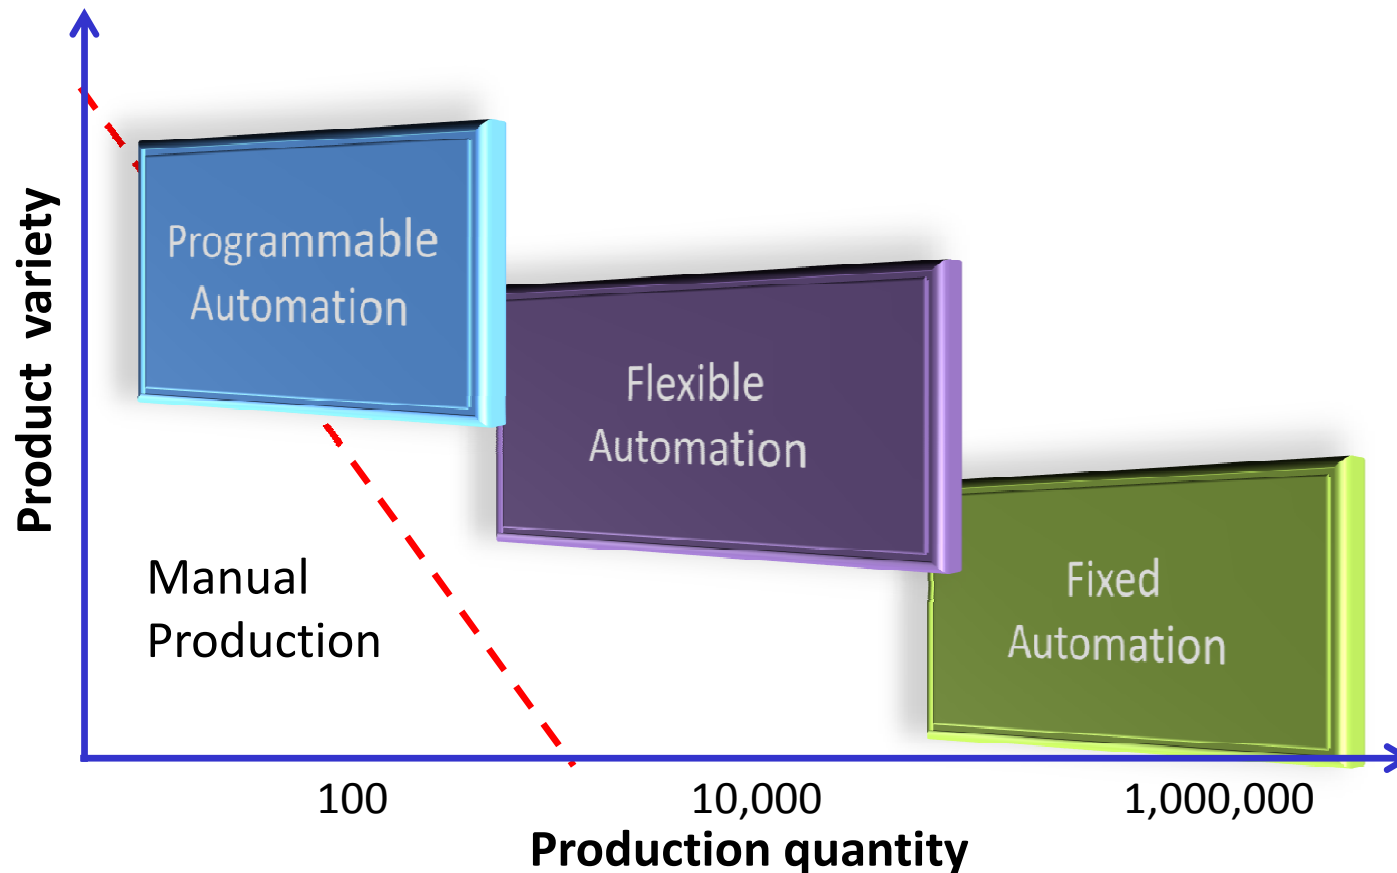 Product variety
Programmable
Automation
Flexible
Automation
Fixed
Automation
Manual
Production
100
10,000
1,000,000
Production quantity